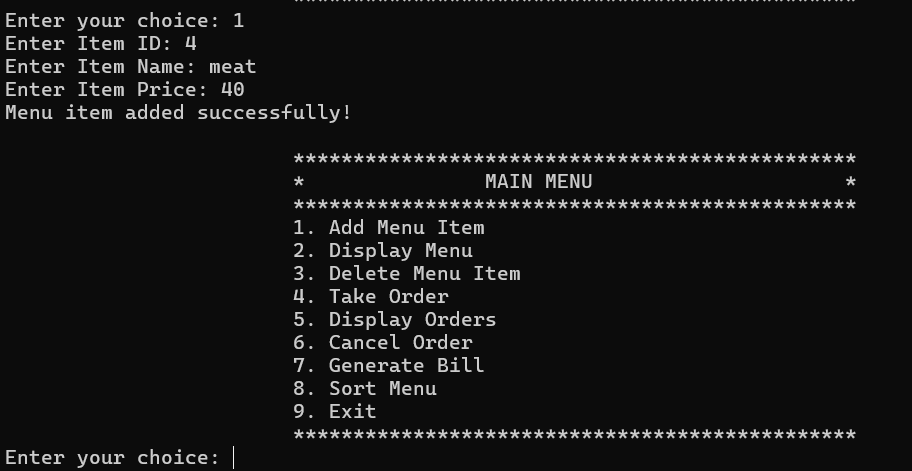 ***********************************************
Enter your choice: 1
Enter Item ID: 4
Enter Item Name: meat
Enter Item Price: 40
Menu item added successfully!
***********************************************
*               MAIN MENU                     *
***********************************************
1. Add Menu Item
2. Display Menu
3. Delete Menu Item
4. Take Order
5. Display Orders
6. Cancel Order
7. Generate Bill
8. Sort Menu
9. Exit
***********************************************
Enter your choice: